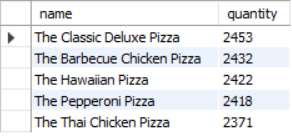 name quantity
The Classic Deluxe Pizza 2453
The Barbecue Chicken Pizza 2432
The Hawaiian Pizza 2422
The Pepperoni Pizza 2418
The Thai Chicken Pizza 2371